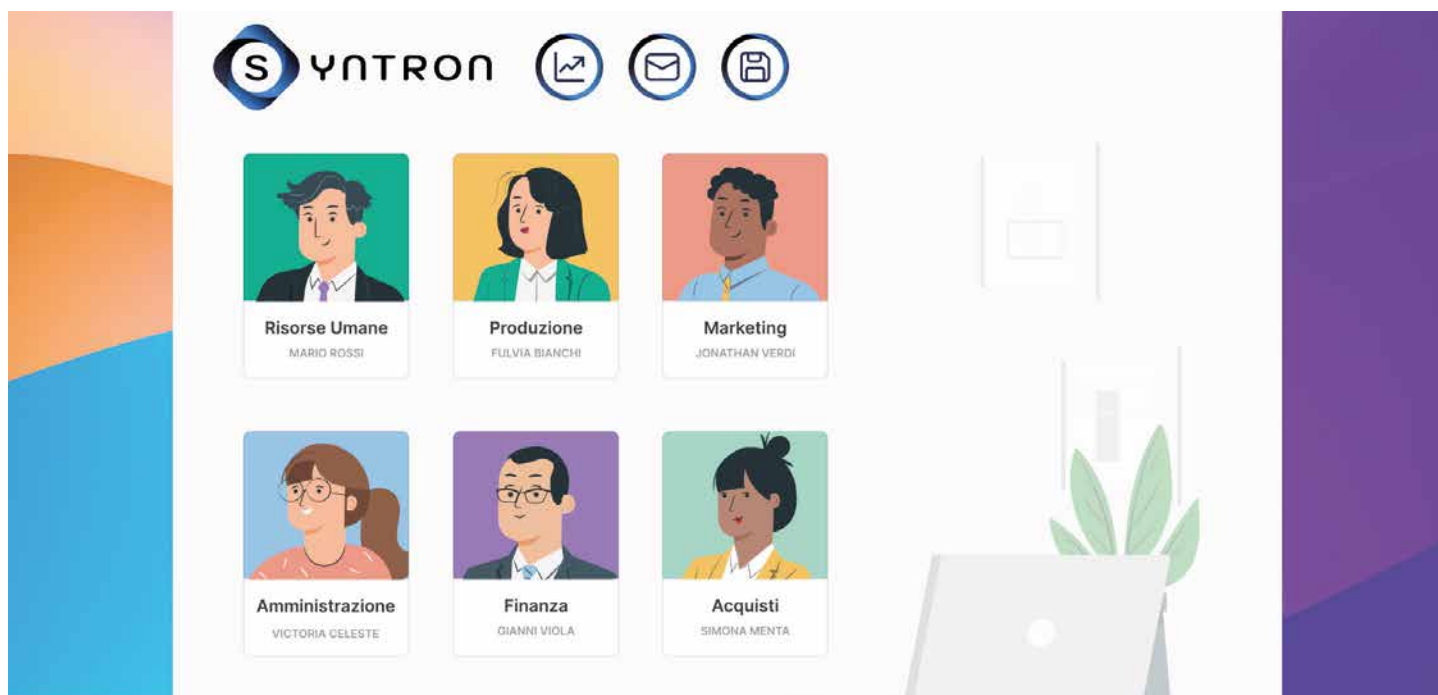 SYNTRON
Risorse Umane
MARIO ROSSI
Produzione
FULVIA BIANCHI
Marketing
JONATHAN VERDI
Amministrazione
VICTORIA CELESTE
Finanza
GIANNI VIOLA
Acquisti
SIMONA MENTA